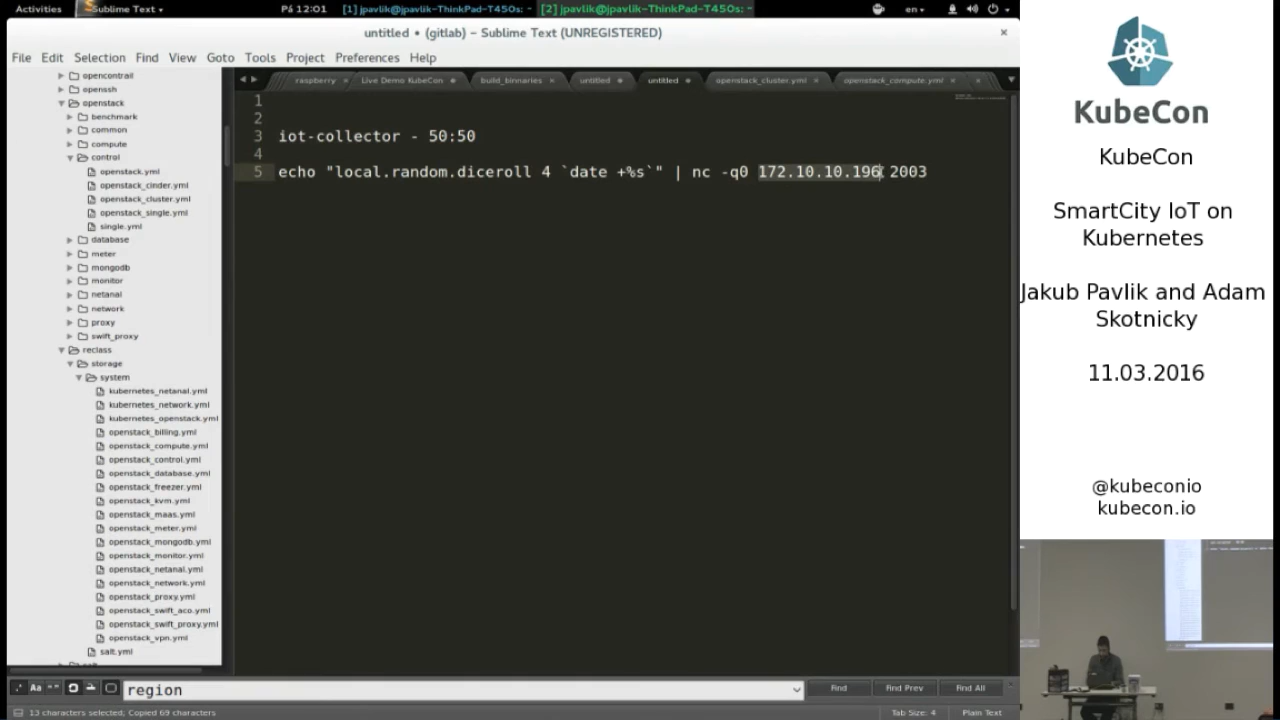 Activities
Sublime Text
Pá 12:01
[1] jpavlik@jpavlik-ThinkPad-T450s: ~
[2] jpavlik@jpavlik-ThinkPad-T450s: ~
en
untitled • (gitlab) – Sublime Text (UNREGISTERED)
File Edit Selection Find View Goto Tools Project Preferences Help
raspberry
Live Demo KubeCon
build_binnaries
untitled
untitled
openstack_cluster.yml
openstack_compute.yml
opencontrail
openssh
openstack
benchmark
common
compute
control
openstack.yml
openstack_cinder.yml
openstack_cluster.yml
openstack_single.yml
single.yml
database
meter
mongodb
monitor
netanal
network
proxy
swift_proxy
reclass
storage
system
kubernetes_netanal.yml
kubernetes_network.yml
kubernetes_openstack.yml
openstack_billing.yml
openstack_compute.yml
openstack_control.yml
openstack_database.yml
openstack_freezer.yml
openstack_kvm.yml
openstack_maas.yml
openstack_meter.yml
openstack_mongodb.yml
openstack_monitor.yml
openstack_netanal.yml
openstack_network.yml
openstack_proxy.yml
openstack_swift_aco.yml
openstack_swift_proxy.yml
openstack_vpn.yml
salt.yml
1
2
3 iot-collector - 50:50
4
5 echo "local.random.diceroll 4 `date +%s`" | nc -q0 172.10.10.196 2003
.* Aa "" region Find Find Prev Find All
13 characters selected; Copied 69 characters
Tab Size: 4
Plain Text
KubeCon
KubeCon
SmartCity IoT on
Kubernetes
Jakub Pavlik and Adam
Skotnicky
11.03.2016
@kubeconio
kubecon.io